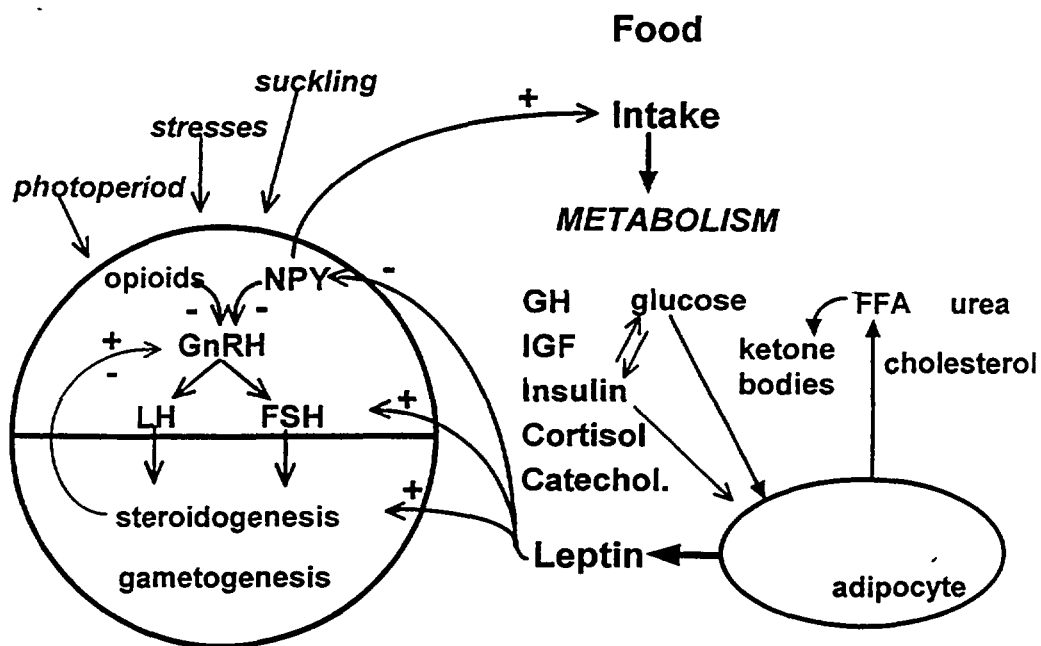 Food
Intake
METABOLISM
+
suckling
stresses
photoperiod
opioids
NPY
-
-
-
GnRH
+
-
LH
FSH
+
steroidogenesis
+
gametogenesis
GH
glucose
IGF
Insulin
Cortisol
Catechol.
FFA
urea
ketone
bodies
cholesterol
Leptin
adipocyte